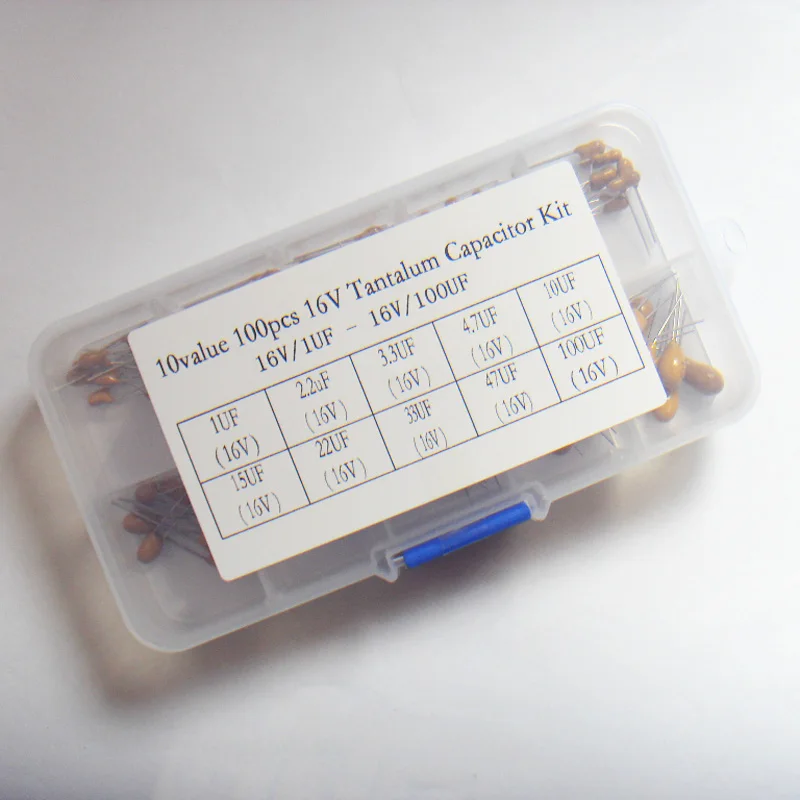 10value 100pcs 16V Tantalum Capacitor Kit
16V/1UF - 16V/100UF
1UF 2.2uF 3.3UF 4.7UF 10UF
(16V) (16V) (16V) (16V) (16V)
15UF 22UF 33UF 47UF 100UF
(16V) (16V) (16V) (16V) (16V)